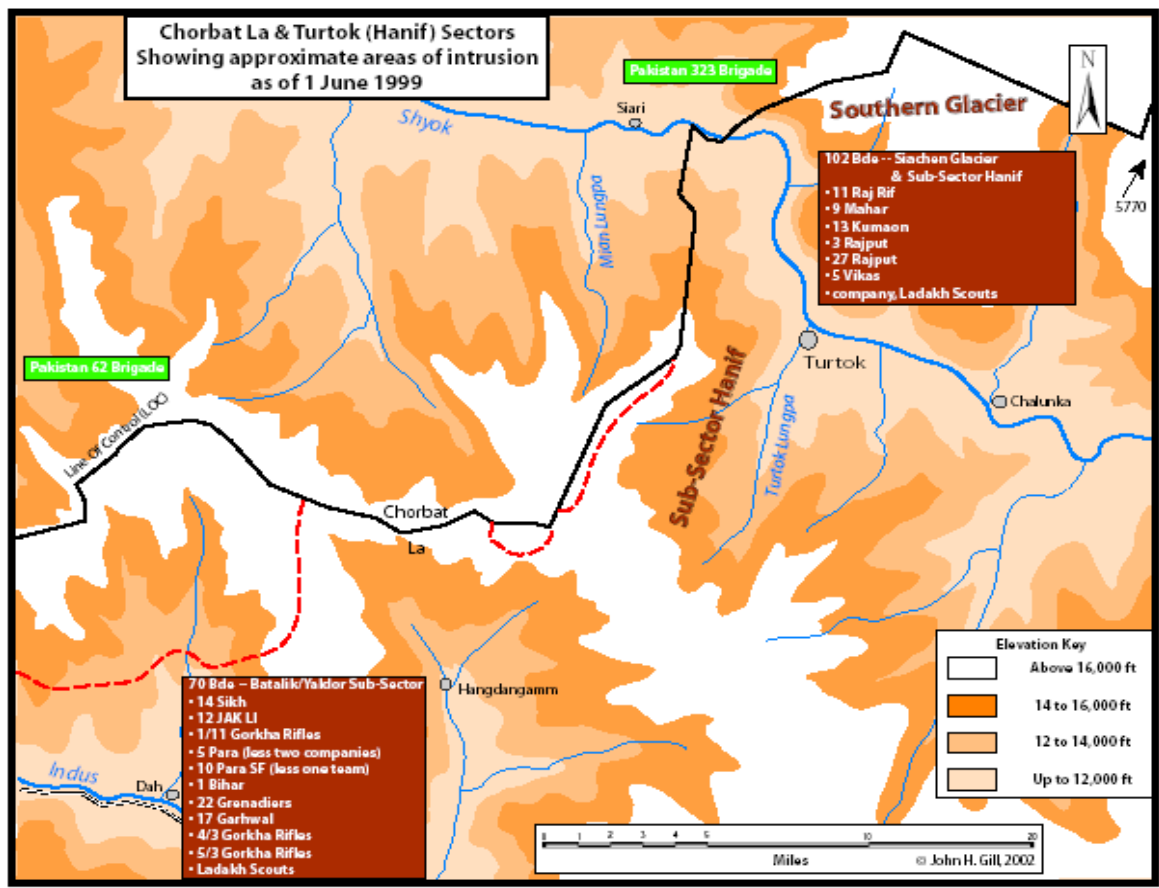 Chorbat La & Turtok (Hanif) Sectors
Showing approximate areas of intrusion
as of 1 June 1999
Pakistan 323 Brigade
N
Siari
Southern Glacier
Shyok
102 Bde -- Siachen Glacier
& Sub-Sector Hanif
• 11 Raj Rif
• 9 Mahar
• 13 Kumaon
• 3 Rajput
• 27 Rajput
• 5 Vikas
• company, Ladakh Scouts
5770
Mian Lungpa
Pakistan 62 Brigade
Turtok
Sub-Sector Hanif
Chalunka
Line Of Control (LOC)
Turtok Lungpa
Chorbat
La
Elevation Key
Above 16,000 ft
14 to 16,000 ft
12 to 14,000 ft
Up to 12,000 ft
70 Bde -- Batalik/Yaldor Sub-Sector
• 14 Sikh
• 12 JAK LI
• 1/11 Gorkha Rifles
• 5 Para (less two companies)
• 10 Para SF (less one team)
• 1 Bihar
• 22 Grenadiers
• 17 Garhwal
• 4/3 Gorkha Rifles
• 5/3 Gorkha Rifles
• Ladakh Scouts
Hangdangamm
Indus
Dah
0 1 2 3 4 5 10 20
Miles
© John H. Gill, 2002